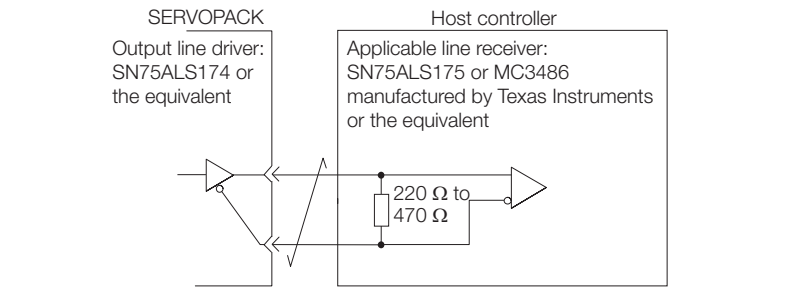 SERVOPACK
Output line driver:
SN75ALS174 or
the equivalent
Host controller
Applicable line receiver:
SN75ALS175 or MC3486
manufactured by Texas Instruments
or the equivalent
220 Ω to
470 Ω